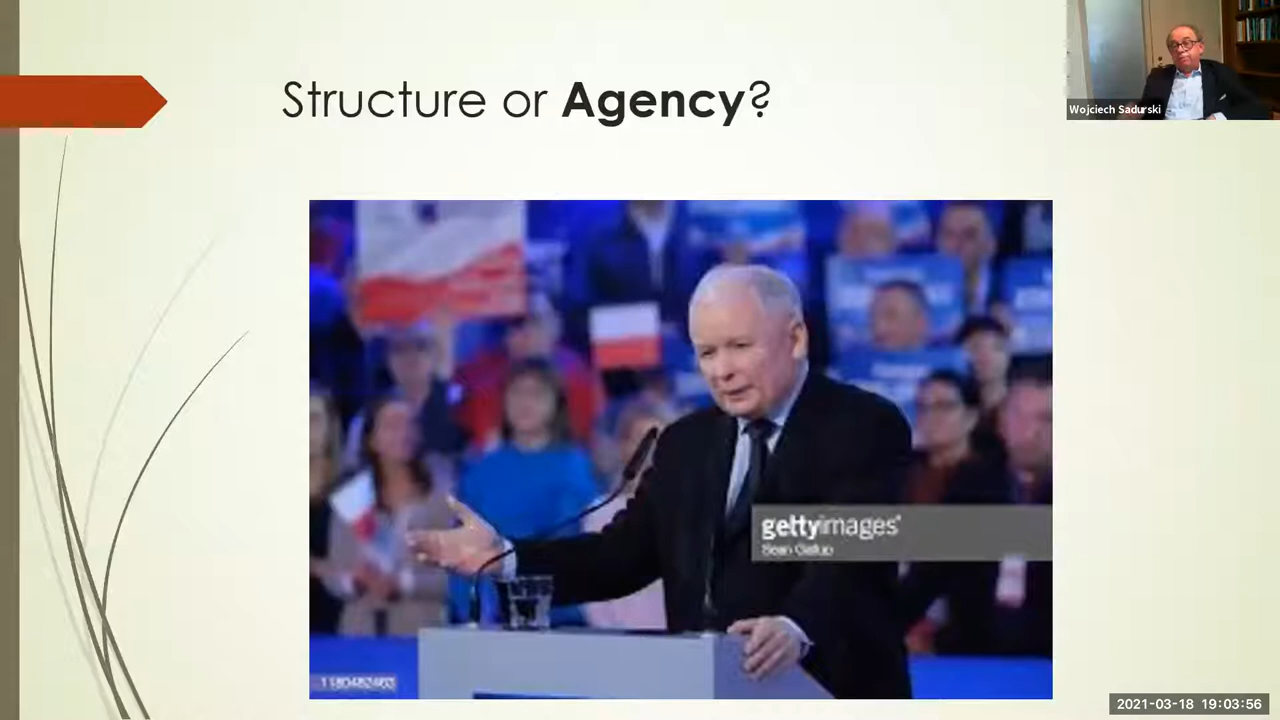 Structure or Agency?
Wojciech Sadurski
gettyimages®
Sean Gallup
1180482463
2021-03-18 19:03:56